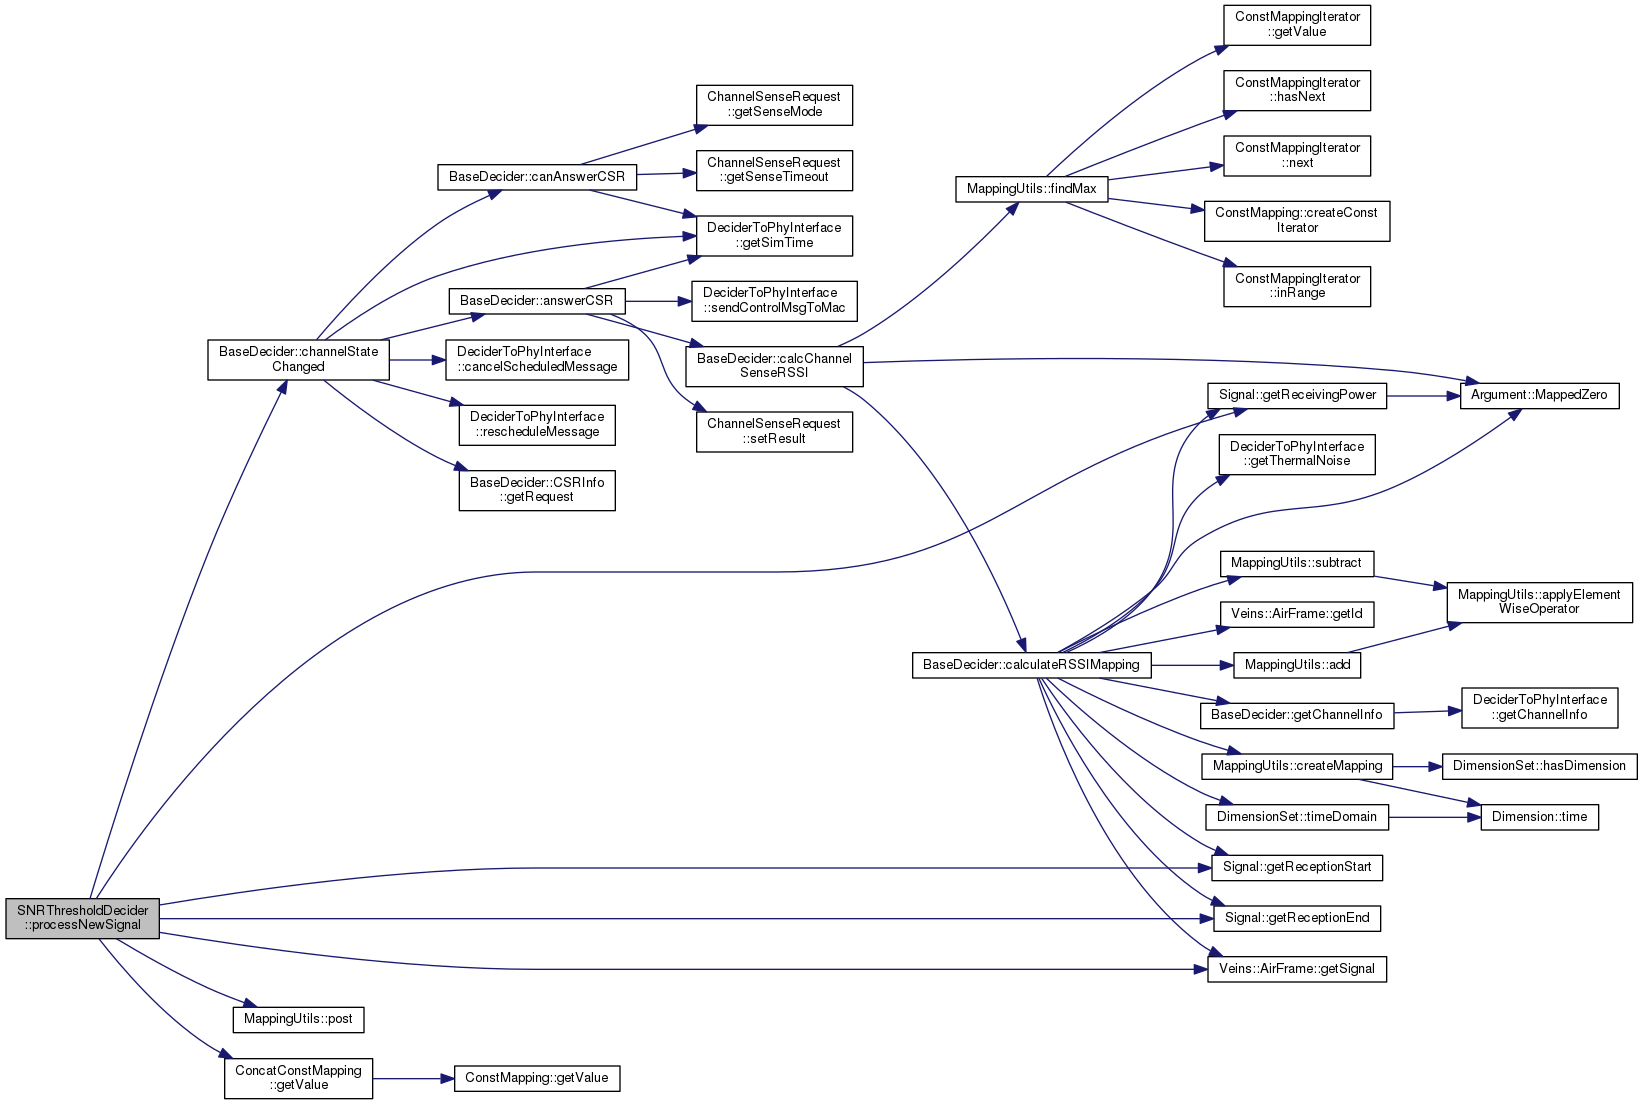 SNRThresholdDecider
::processNewSignal
BaseDecider::channelState
Changed
BaseDecider::canAnswerCSR
ChannelSenseRequest
::getSenseMode
ChannelSenseRequest
::getSenseTimeout
DeciderToPhyInterface
::getSimTime
BaseDecider::answerCSR
DeciderToPhyInterface
::sendControlMsgToMac
BaseDecider::calcChannel
SenseRSSI
ChannelSenseRequest
::setResult
DeciderToPhyInterface
::cancelScheduledMessage
DeciderToPhyInterface
::rescheduleMessage
BaseDecider::CSRInfo
::getRequest
MappingUtils::findMax
ConstMappingIterator
::getValue
ConstMappingIterator
::hasNext
ConstMappingIterator
::next
ConstMapping::createConst
Iterator
ConstMappingIterator
::inRange
Signal::getReceivingPower
Argument::MappedZero
DeciderToPhyInterface
::getThermalNoise
BaseDecider::calculateRSSIMapping
MappingUtils::subtract
MappingUtils::applyElement
WiseOperator
Veins::AirFrame::getId
MappingUtils::add
BaseDecider::getChannelInfo
DeciderToPhyInterface
::getChannelInfo
MappingUtils::createMapping
DimensionSet::hasDimension
DimensionSet::timeDomain
Dimension::time
Signal::getReceptionStart
Signal::getReceptionEnd
Veins::AirFrame::getSignal
MappingUtils::post
ConcatConstMapping
::getValue
ConstMapping::getValue